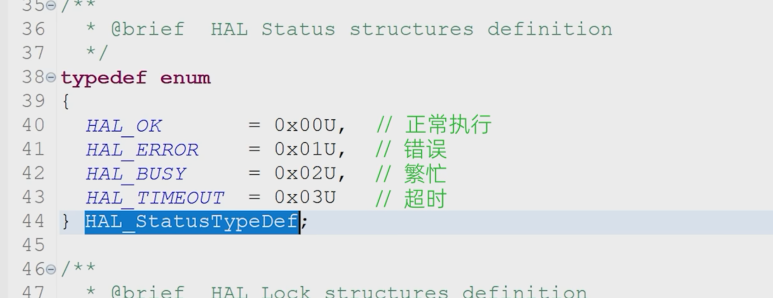 35 /**
36 * @brief HAL Status structures definition
37 */
38 typedef enum
39 {
40 HAL_OK = 0x00U, // 正常执行
41 HAL_ERROR = 0x01U, // 错误
42 HAL_BUSY = 0x02U, // 繁忙
43 HAL_TIMEOUT = 0x03U // 超时
44 } HAL_StatusTypeDef;
45
46 /**
47 * @brief HAL Lock structures definition